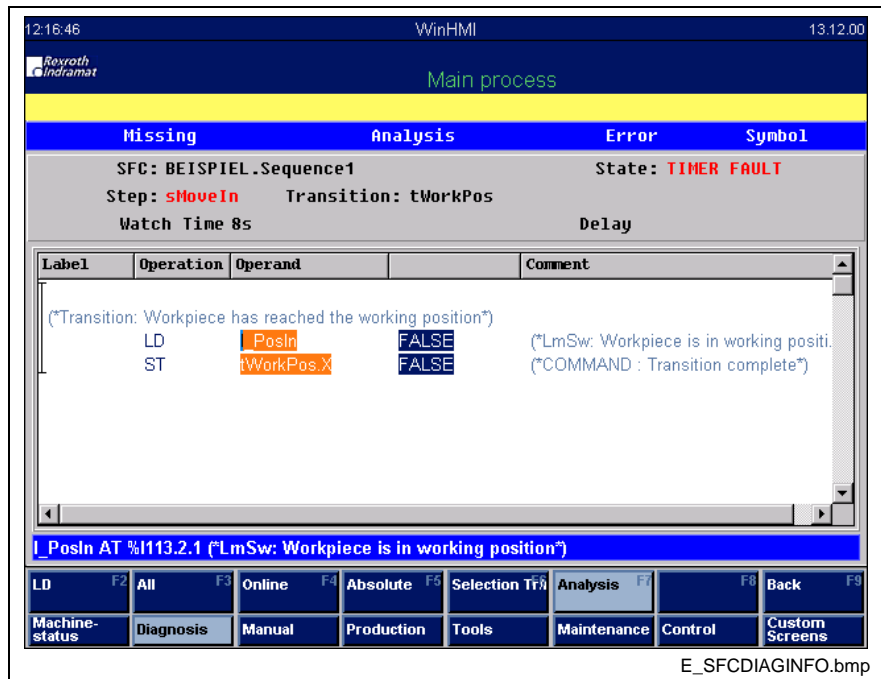 12:16:46 WinHMI 13.12.00
Rexroth
Indramat
Main process
Missing Analysis Error Symbol
SFC: BEISPIEL.Sequence1 State: TIMER FAULT
Step: sMoveIn Transition: tWorkPos
Watch Time 8s Delay
Label Operation Operand Comment
(*Transition: Workpiece has reached the working position*)
LD I_PosIn FALSE (*LmSw: Workpiece is in working positi.
ST tWorkPos.X FALSE (*COMMAND : Transition complete*)
I_PosIn AT %I113.2.1 (*LmSw: Workpiece is in working position*)
LD F2 All F3 Online F4 Absolute F5 Selection Tr/ F6 Analysis F7 F8 Back F9
Machine-status Diagnosis Manual Production Tools Maintenance Control Custom Screens
E_SFCDIAGINFO.bmp